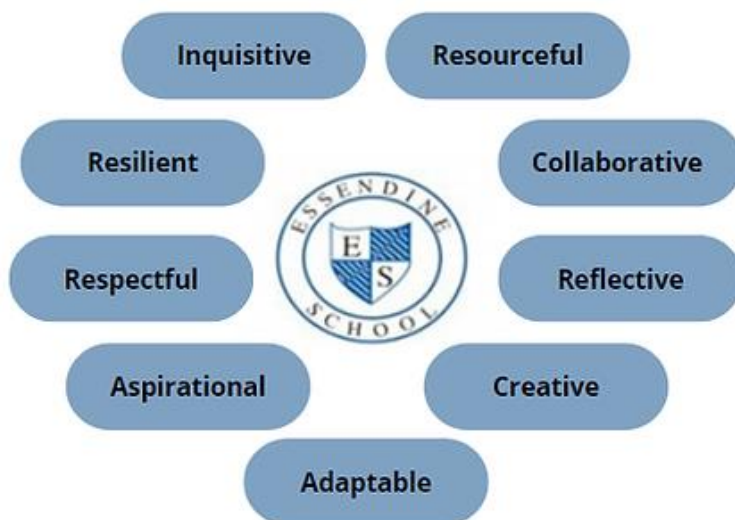 Inquisitive
Resourceful
Resilient
Collaborative
ESSENDINE
E
S
SCHOOL
Respectful
Reflective
Aspirational
Creative
Adaptable